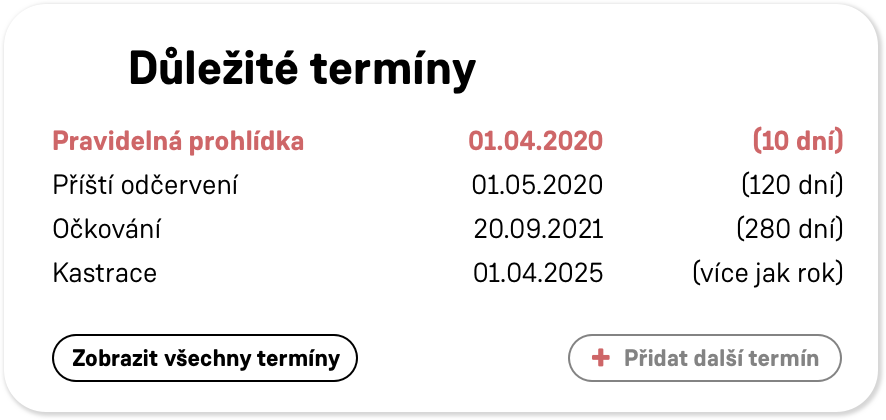 Důležité termíny
Pravidelná prohlídka 01.04.2020 (10 dní)
Příští odčervení 01.05.2020 (120 dní)
Očkování 20.09.2021 (280 dní)
Kastrace 01.04.2025 (více jak rok)
Zobrazit všechny termíny + Přidat další termín